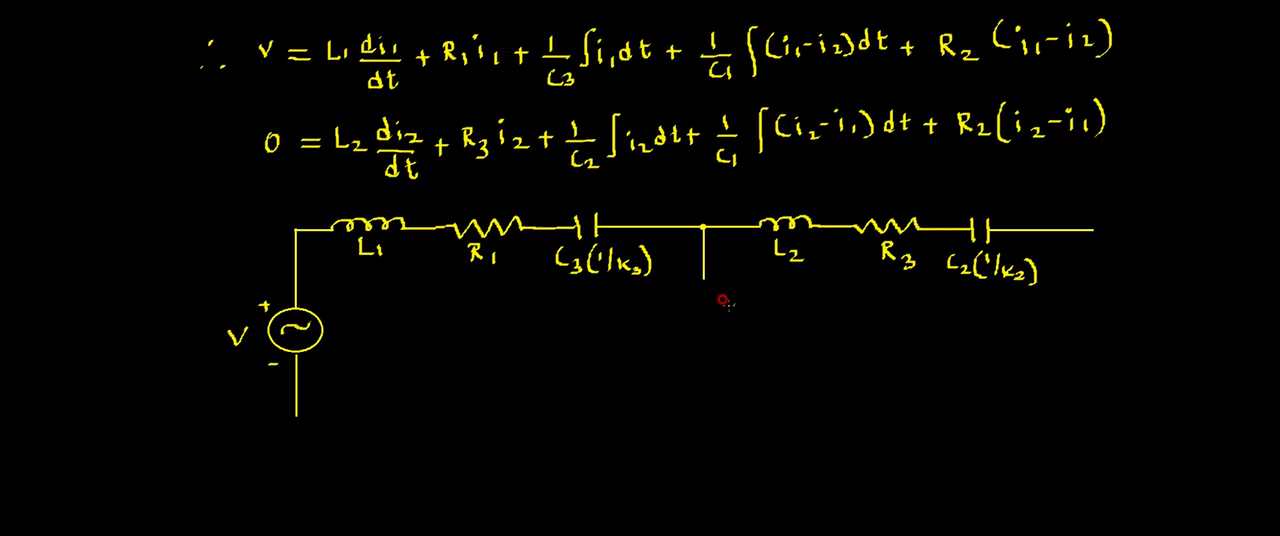 ∴ V = L₁ di₁/dt + R₁i₁ + 1/C₃ ∫i₁dt + 1/C₁ ∫(i₁-i₂)dt + R₂(i₁-i₂)
0 = L₂ di₂/dt + R₃i₂ + 1/C₂ ∫i₂dt + 1/C₁ ∫(i₂-i₁)dt + R₂(i₂-i₁)
L₁ R₁ C₃(1/K₃) L₂ R₃ C₂(1/K₂)
+
V ~
-